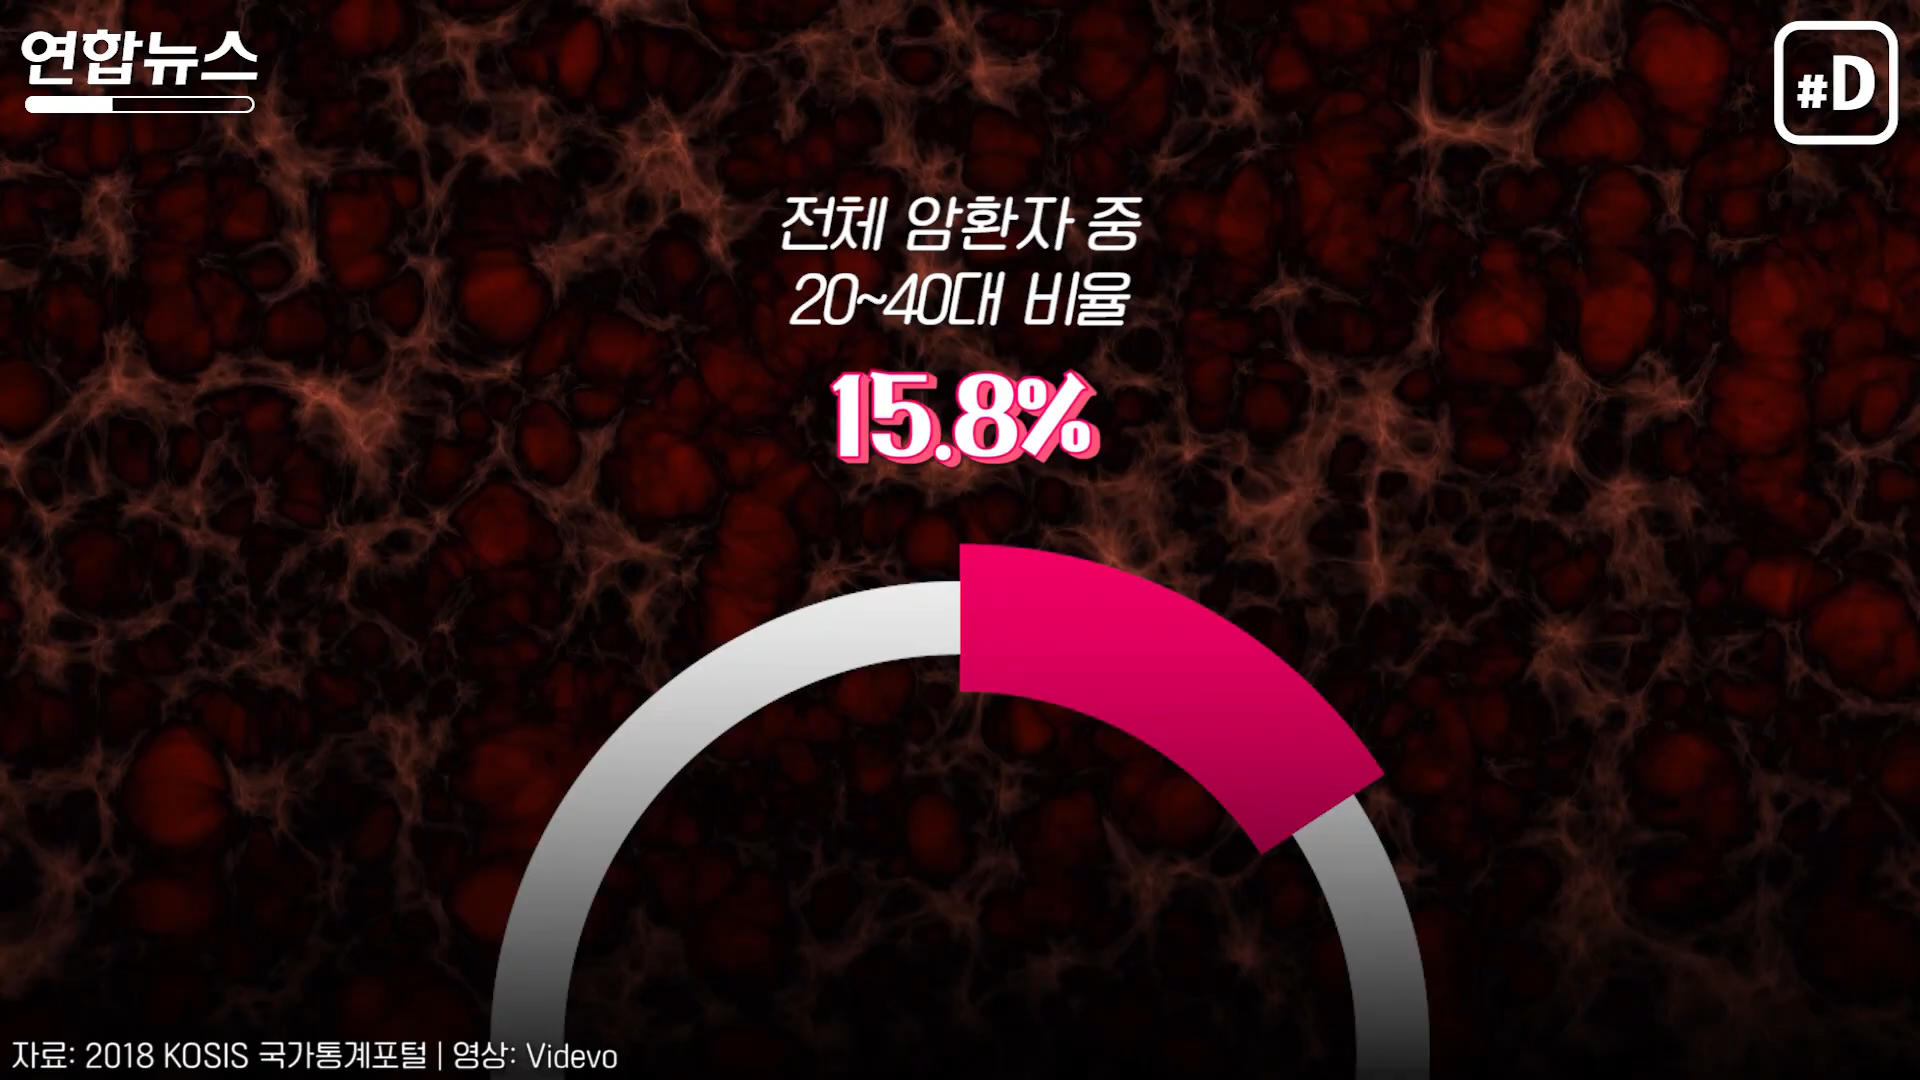 연합뉴스
#D
전체 암환자 중
20~40대 비율
15.8%
자료: 2018 KOSIS 국가통계포털 | 영상: Videvo